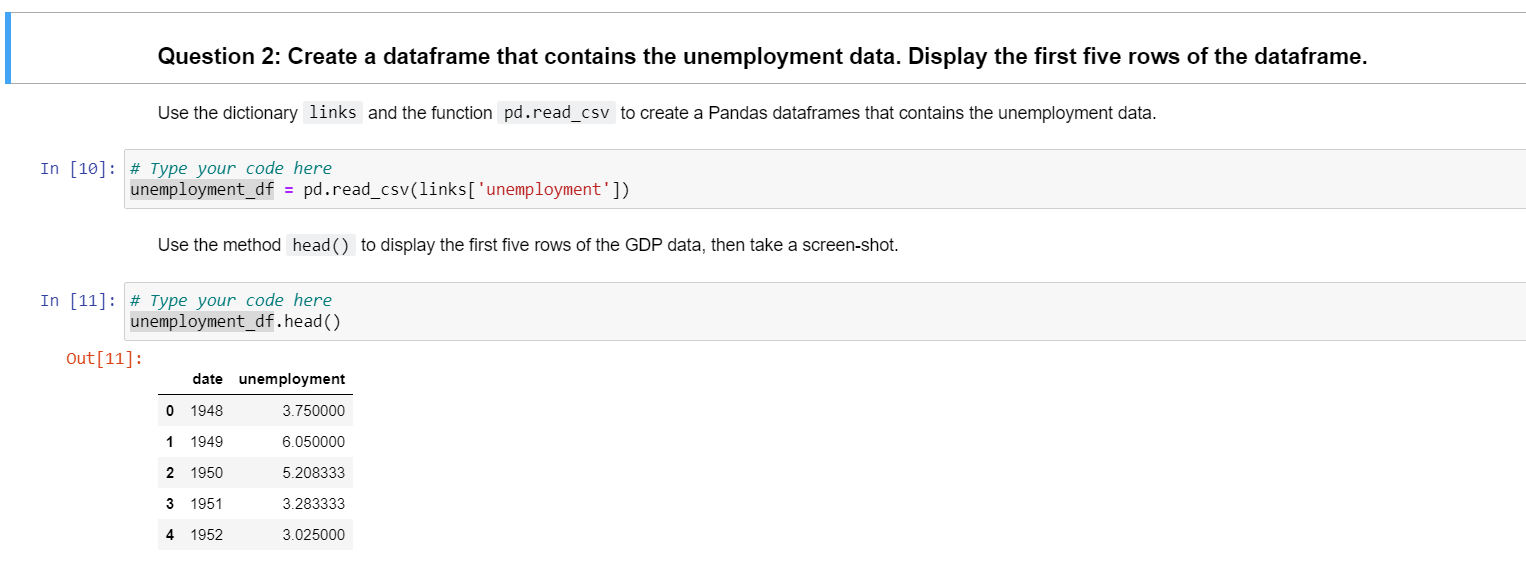 Question 2: Create a dataframe that contains the unemployment data. Display the first five rows of the dataframe.
Use the dictionary links and the function pd.read_csv to create a Pandas dataframes that contains the unemployment data.
In [10]: # Type your code here
unemployment_df = pd.read_csv(links['unemployment'])
Use the method head() to display the first five rows of the GDP data, then take a screen-shot.
In [11]: # Type your code here
unemployment_df.head()
Out[11]:
date unemployment
0 1948 3.750000
1 1949 6.050000
2 1950 5.208333
3 1951 3.283333
4 1952 3.025000